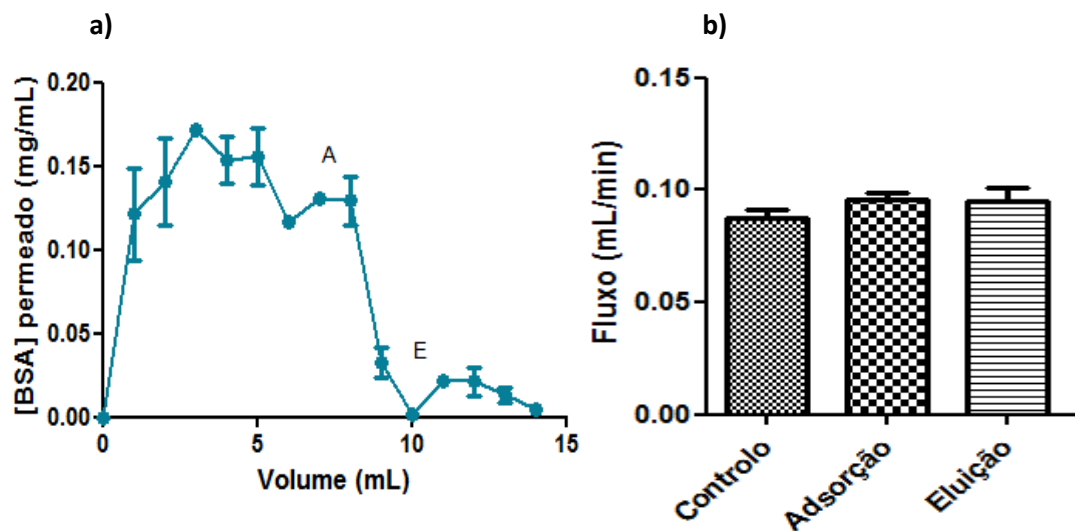 a)
[BSA] permeado (mg/mL)
0.20
0.15
0.10
0.05
0.00
A
E
0
5
10
15
Volume (mL)
b)
Fluxo (mL/min)
0.15
0.10
0.05
0.00
Controlo
Adsorção
Eluição